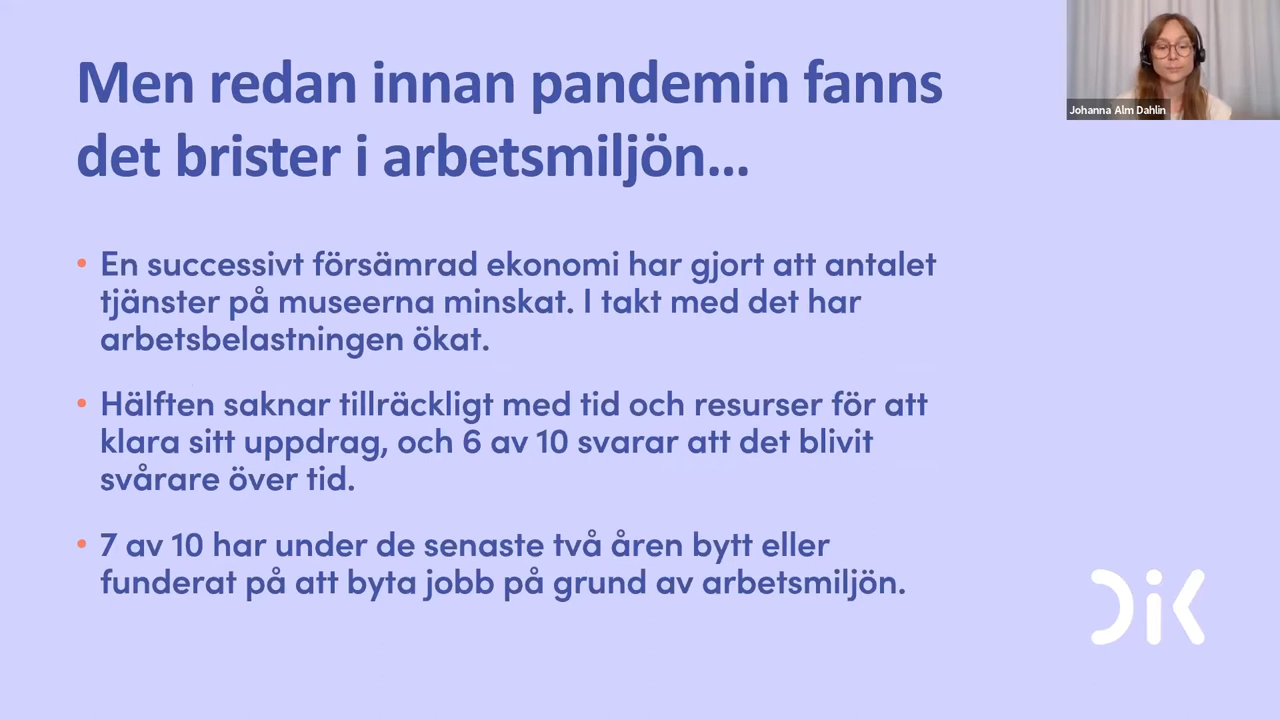 Men redan innan pandemin fanns
det brister i arbetsmiljön...
Johanna Alm Dahlin
• En successivt försämrad ekonomi har gjort att antalet
tjänster på museerna minskat. I takt med det har
arbetsbelastningen ökat.
• Hälften saknar tillräckligt med tid och resurser för att
klara sitt uppdrag, och 6 av 10 svarar att det blivit
svårare över tid.
• 7 av 10 har under de senaste två åren bytt eller
funderat på att byta jobb på grund av arbetsmiljön.
DiK